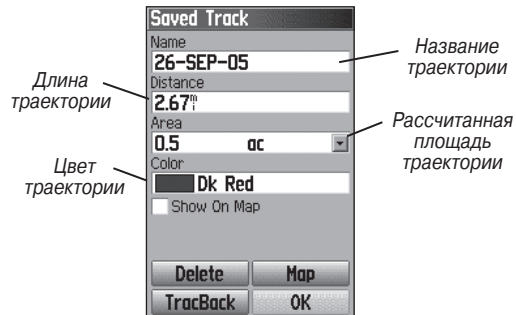 Saved Track
Name
26-SEP-05
Distance
2.67mi
Area
0.5 ac
Color
Dk Red
Show On Map
Delete Map
TracBack OK
Название
траектории
Длина
траектории
Рассчитанная
площадь
траектории
Цвет
траектории